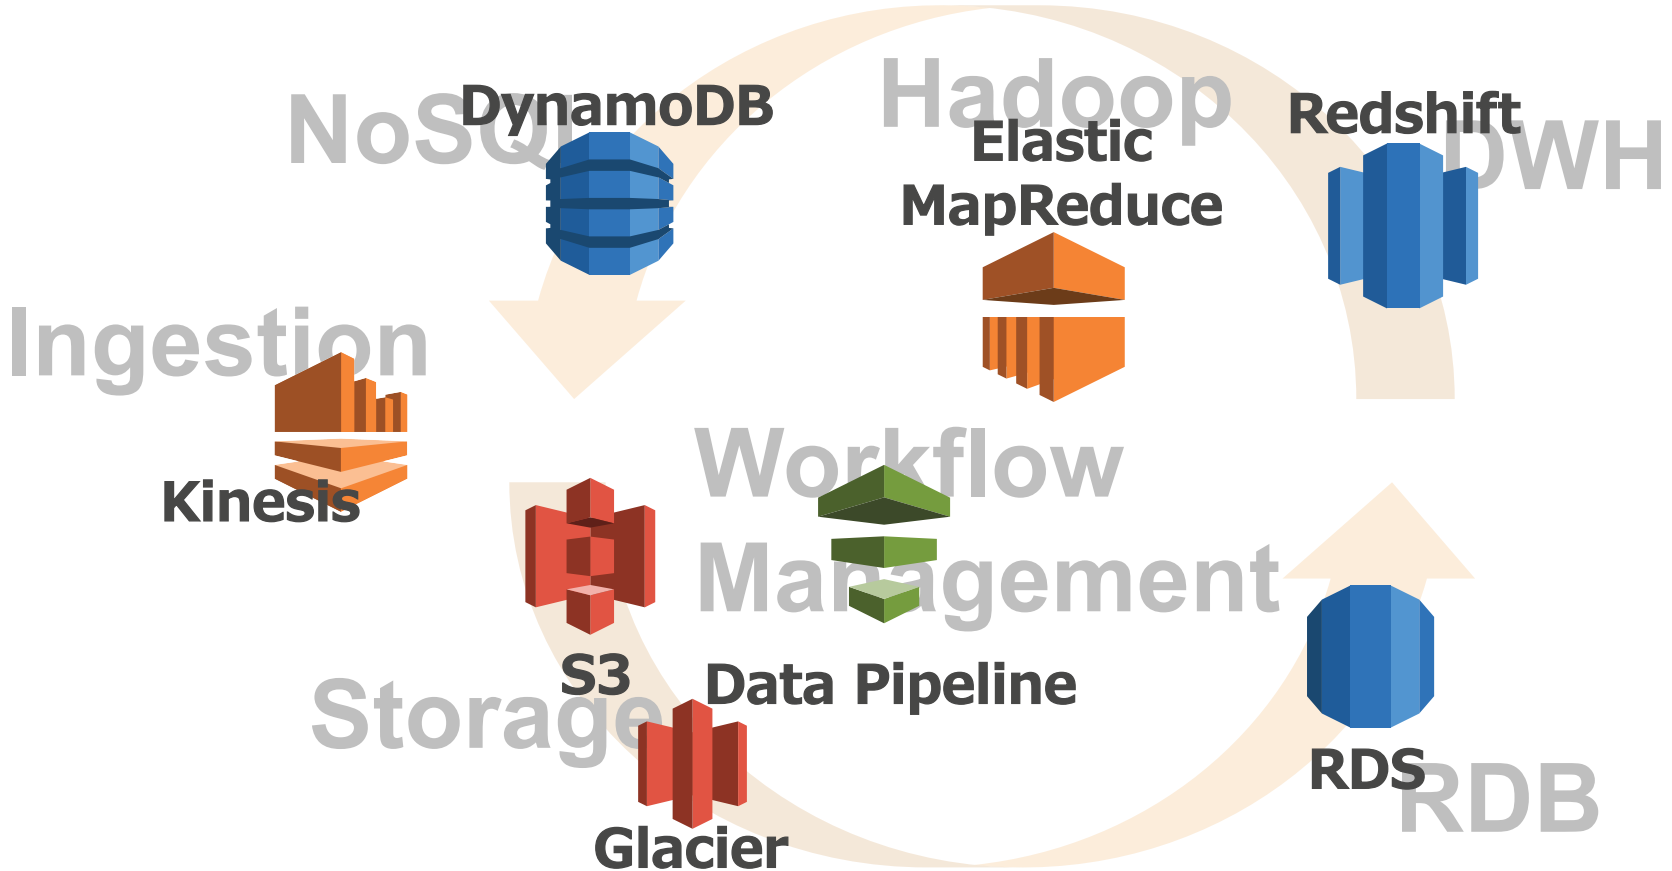 NoSQL
DynamoDB
Hadoop
Elastic
MapReduce
Redshift
DWH
Ingestion
Kinesis
Workflow
Management
Data Pipeline
S3
Storage
Glacier
RDS
RDB